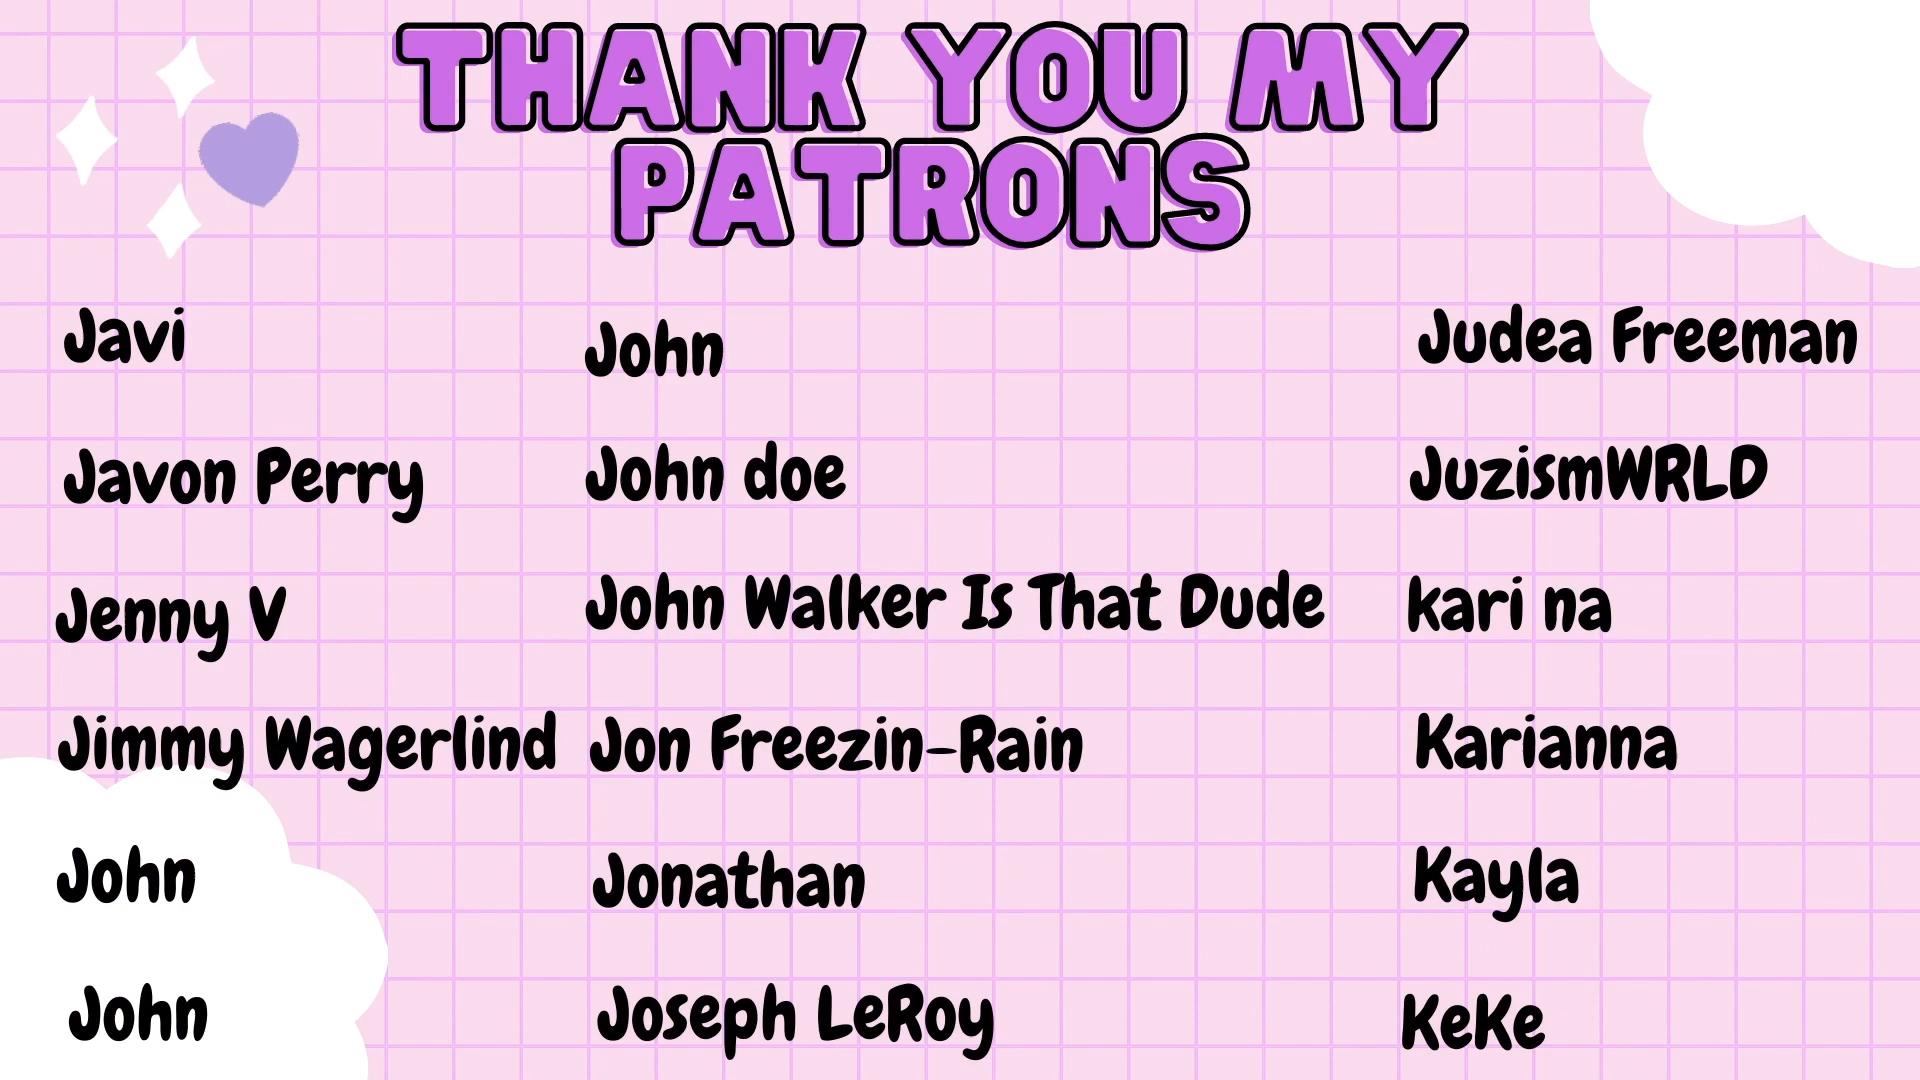 THANK YOU MY
PATRONS
Javi
Javon Perry
Jenny V
Jimmy Wagerlind
John
John
John
John doe
John Walker Is That Dude
Jon Freezin-Rain
Jonathan
Joseph LeRoy
Judea Freeman
JuzismWRLD
kari na
Karianna
Kayla
KeKe